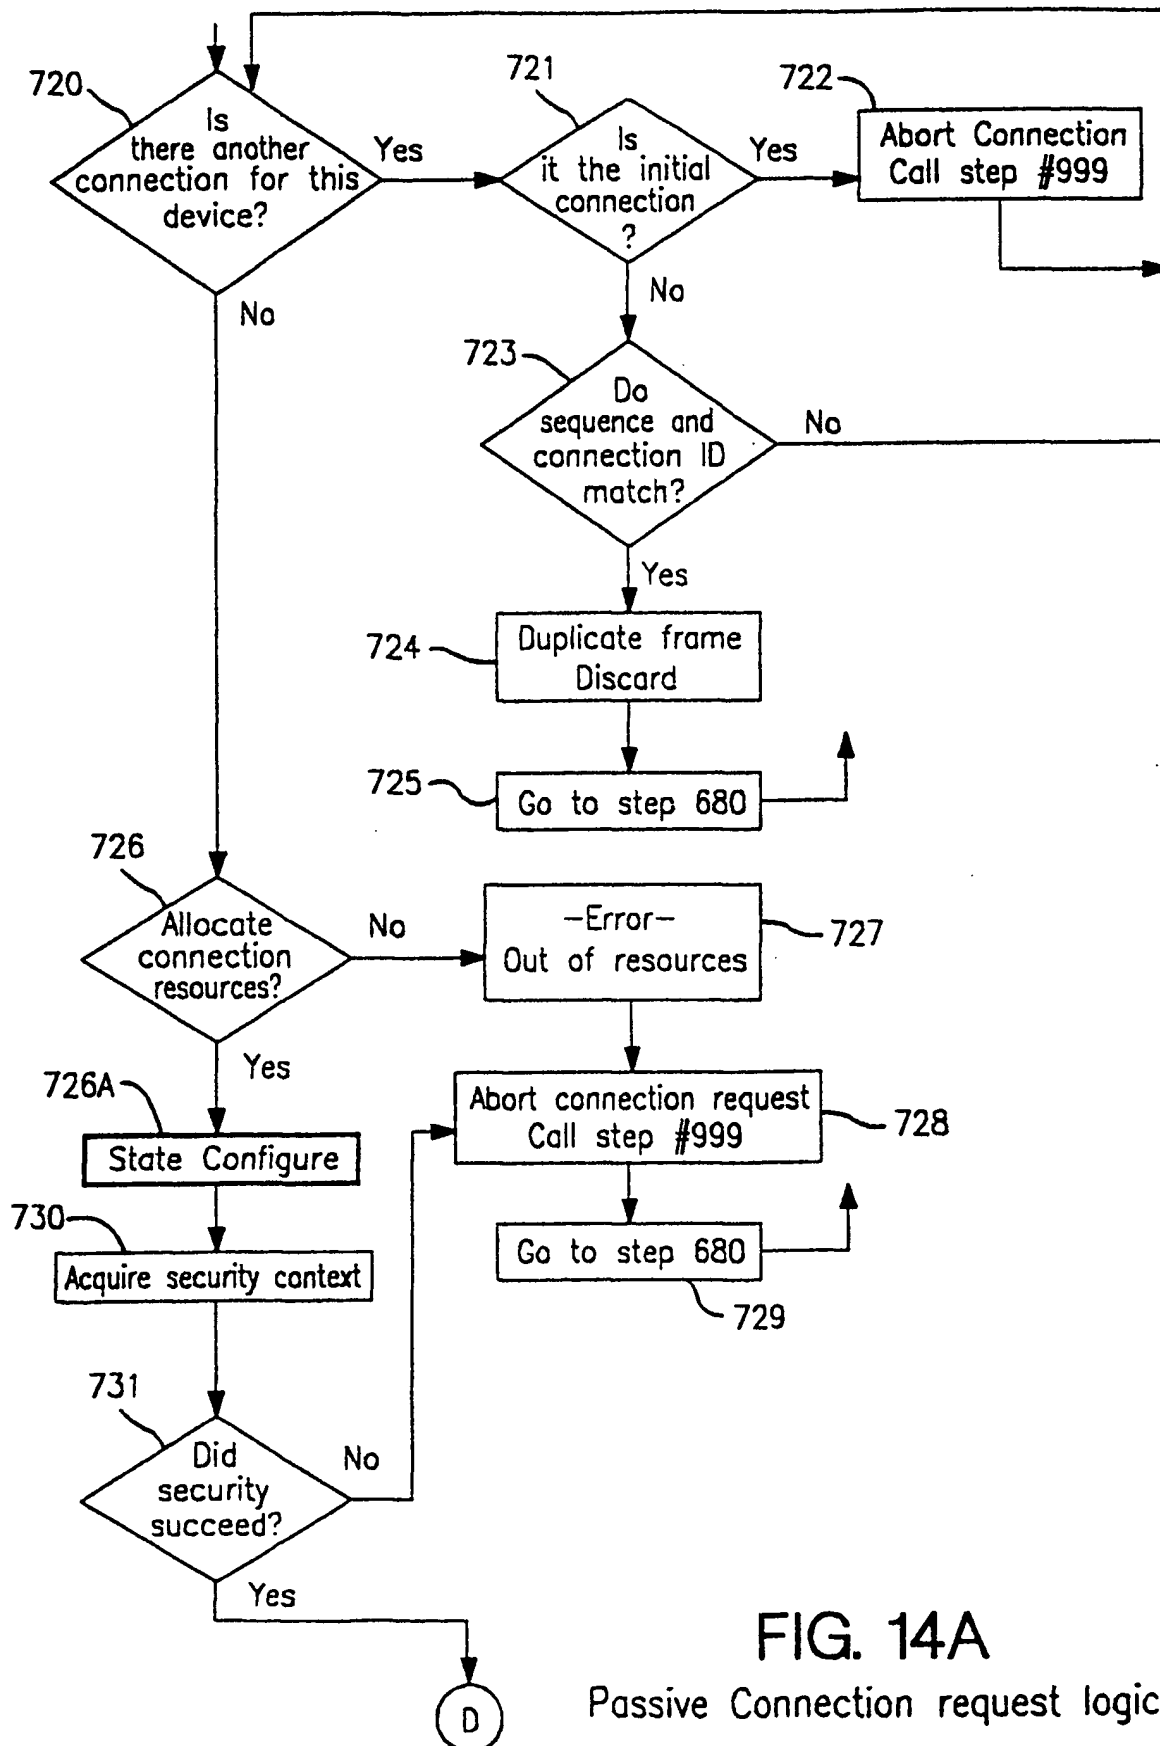 720
Is
there another
connection for this
device?
Yes
No
721
Is
it the initial
connection
?
Yes
No
722
Abort Connection
Call step #999
723
Do
sequence and
connection ID
match?
No
Yes
724
Duplicate frame
Discard
725
Go to step 680
726
Allocate
connection
resources?
No
Yes
-Error-
Out of resources
727
726A
State Configure
Abort connection request
Call step #999
728
730
Acquire security context
Go to step 680
729
731
Did
security
succeed?
No
Yes
D
FIG. 14A
Passive Connection request logic